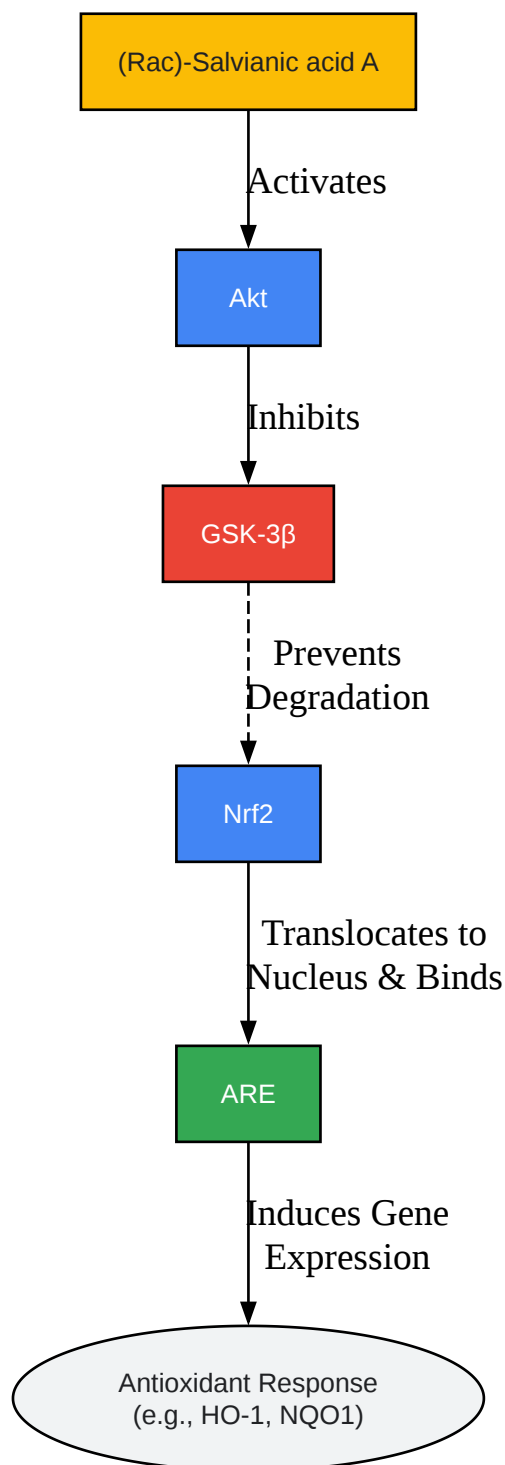 (Rac)-Salvianic acid A
Activates
Akt
Inhibits
GSK-3β
Prevents
Degradation
Nrf2
Translocates to
Nucleus & Binds
ARE
Induces Gene
Expression
Antioxidant Response
(e.g., HO-1, NQO1)